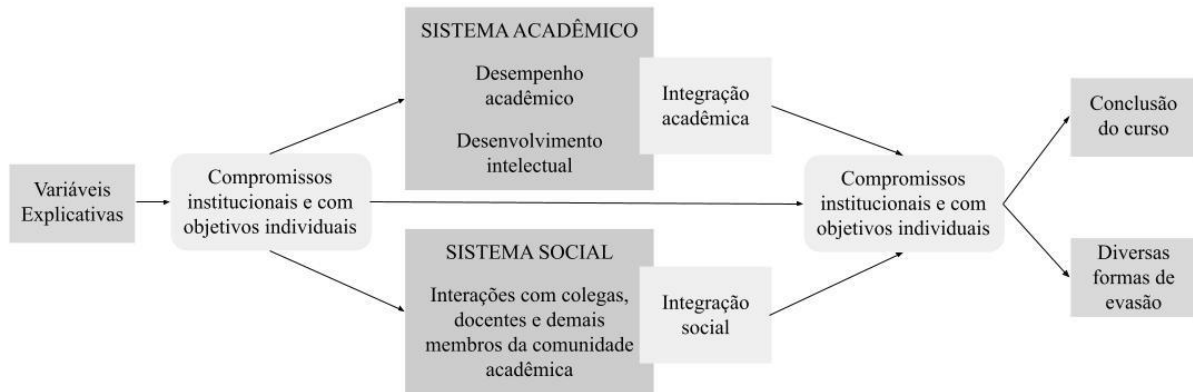 Variáveis
Explicativas
Compromissos
institucionais e com
objetivos individuais
SISTEMA ACADÊMICO
Desempenho
acadêmico
Desenvolvimento
intelectual
Integração
acadêmica
SISTEMA SOCIAL
Interações com colegas,
docentes e demais
membros da comunidade
acadêmica
Integração
social
Compromissos
institucionais e com
objetivos individuais
Conclusão
do curso
Diversas
formas de
evasão